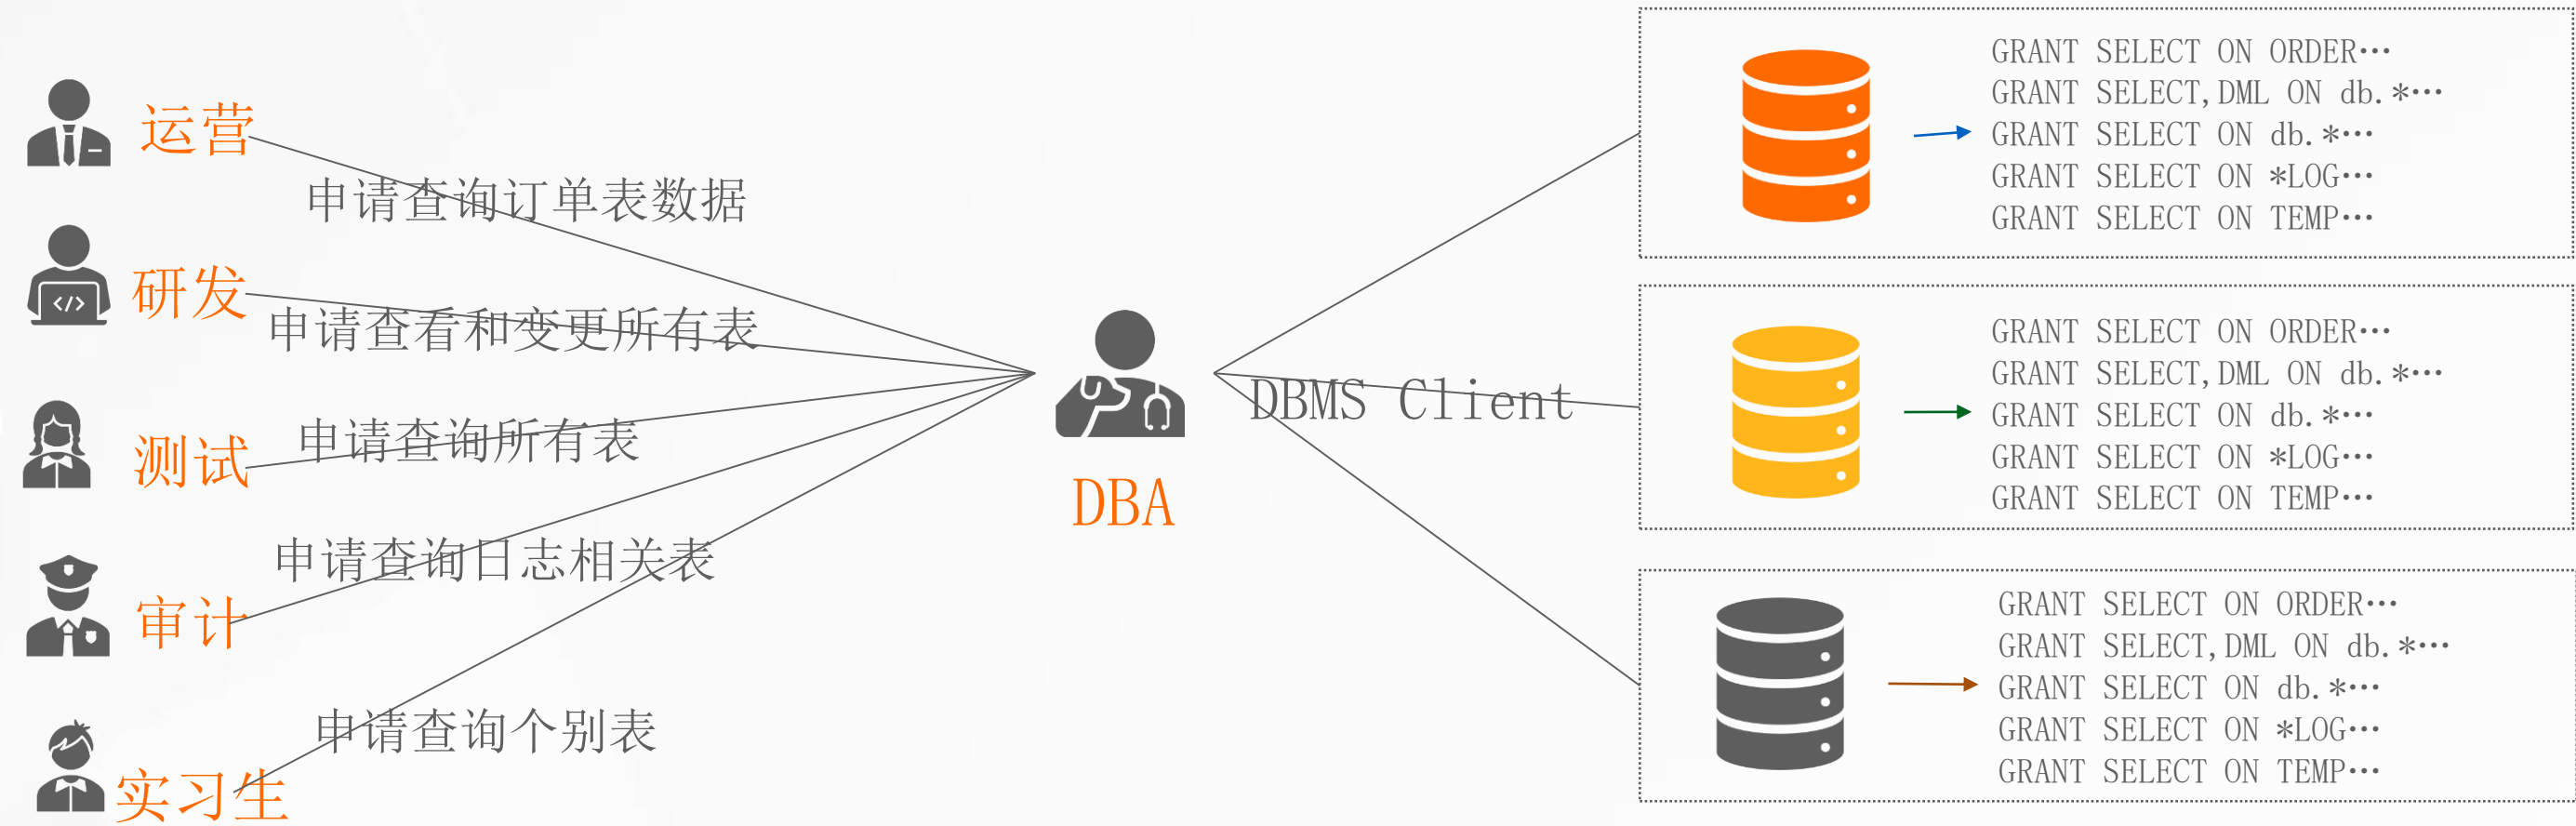 运营
申请查询订单表数据
研发
申请查看和变更所有表
测试
申请查询所有表
审计
申请查询日志相关表
实习生
申请查询个别表
DBA
DBMS Client
GRANT SELECT ON ORDER…
GRANT SELECT,DML ON db.*…
GRANT SELECT ON db.*…
GRANT SELECT ON *LOG…
GRANT SELECT ON TEMP…
GRANT SELECT ON ORDER…
GRANT SELECT,DML ON db.*…
GRANT SELECT ON db.*…
GRANT SELECT ON *LOG…
GRANT SELECT ON TEMP…
GRANT SELECT ON ORDER…
GRANT SELECT,DML ON db.*…
GRANT SELECT ON db.*…
GRANT SELECT ON *LOG…
GRANT SELECT ON TEMP…